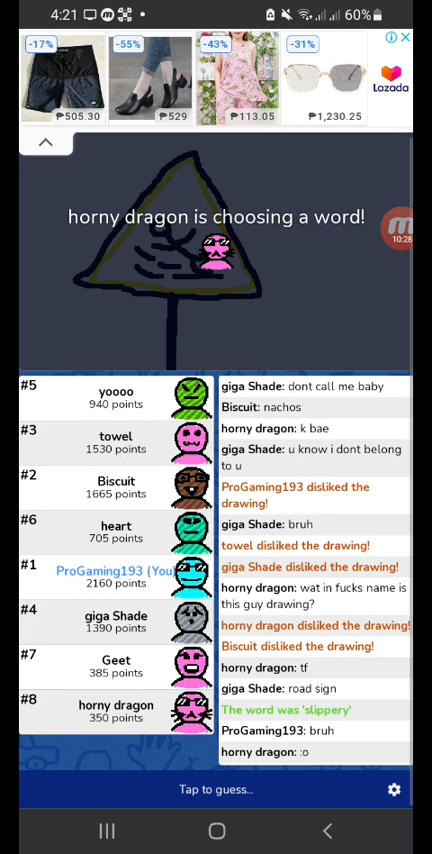 4:21
60%
-17%
-55%
-43%
-31%
₱505.30
₱529
₱113.05
₱1,230.25
Lazada
horny dragon is choosing a word!
10:28
#5
yoooo
940 points
#3
towel
1530 points
#2
Biscuit
1665 points
#6
heart
705 points
#1
ProGaming193 (You)
2160 points
#4
giga Shade
1390 points
#7
Geet
385 points
#8
horny dragon
350 points
giga Shade: dont call me baby
Biscuit: nachos
horny dragon: k bae
giga Shade: u know i dont belong
to u
ProGaming193 disliked the
drawing!
giga Shade: bruh
towel disliked the drawing!
giga Shade disliked the drawing!
horny dragon: wat in fucks name is
this guy drawing?
horny dragon disliked the drawing!
Biscuit disliked the drawing!
horny dragon: tf
giga Shade: road sign
The word was 'slippery'
ProGaming193: bruh
horny dragon: :o
Tap to guess...